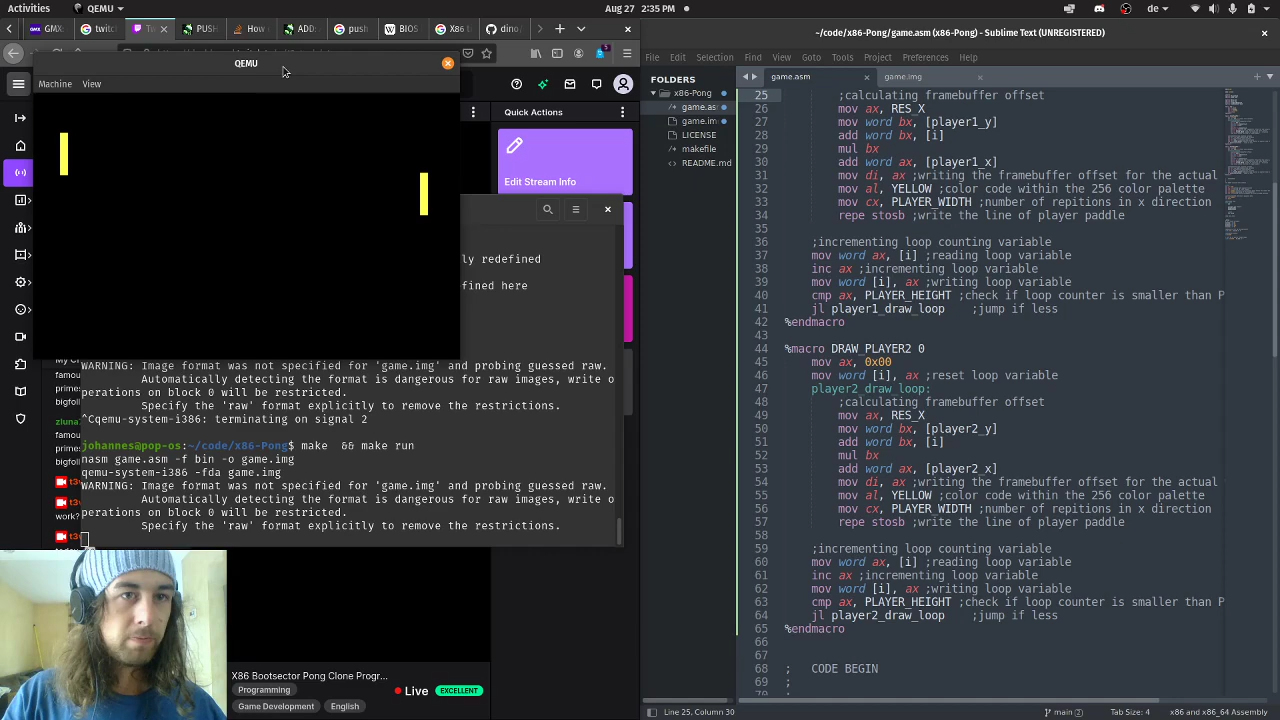 Activities
QEMU
Aug 27 2:35 PM
de
GMX:
twitch
Tw
PUSH
How
ADD:
push
BIOS
X86 t
dino/
QEMU
Machine
View
Quick Actions
Edit Stream Info
ly redefined
fined here
WARNING: Image format was not specified for 'game.img' and probing guessed raw.
Automatically detecting the format is dangerous for raw images, write o
perations on block 0 will be restricted.
Specify the 'raw' format explicitly to remove the restrictions.
^Cqemu-system-i386: terminating on signal 2
johannes@pop-os:~/code/x86-Pong$ make  && make run
nasm game.asm -f bin -o game.img
qemu-system-i386 -fda game.img
WARNING: Image format was not specified for 'game.img' and probing guessed raw.
Automatically detecting the format is dangerous for raw images, write o
perations on block 0 will be restricted.
Specify the 'raw' format explicitly to remove the restrictions.
My C
famou
primes
bigfoll
zluna
famou
primes
bigfoll
t3
work?
X86 Bootsector Pong Clone Progr...
Programming
Game Development
English
Live
EXCELLENT
~/code/x86-Pong/game.asm (x86-Pong) - Sublime Text (UNREGISTERED)
File Edit Selection Find View Goto Tools Project Preferences Help
FOLDERS
x86-Pong
game.as
game.im
LICENSE
makefile
README.md
game.asm
game.img
25 ;calculating framebuffer offset
26 mov ax, RES_X
27 mov word bx, [player1_y]
28 add word bx, [i]
29 mul bx
30 add word ax, [player1_x]
31 mov di, ax ;writing the framebuffer offset for the actual
32 mov al, YELLOW ;color code within the 256 color palette
33 mov cx, PLAYER_WIDTH ;number of repitions in x direction
34 repe stosb ;write the line of player paddle
35
36 ;incrementing loop counting variable
37 mov word ax, [i] ;reading loop variable
38 inc ax ;incrementing loop variable
39 mov word [i], ax ;writing loop variable
40 cmp ax, PLAYER_HEIGHT ;check if loop counter is smaller than P
41 jl player1_draw_loop ;jump if less
42 %endmacro
43
44 %macro DRAW_PLAYER2 0
45 mov ax, 0x00
46 mov word [i], ax ;reset loop variable
47 player2_draw_loop:
48 ;calculating framebuffer offset
49 mov ax, RES_X
50 mov word bx, [player2_y]
51 add word bx, [i]
52 mul bx
53 add word ax, [player2_x]
54 mov di, ax ;writing the framebuffer offset for the actual
55 mov al, YELLOW ;color code within the 256 color palette
56 mov cx, PLAYER_WIDTH ;number of repitions in x direction
57 repe stosb ;write the line of player paddle
58
59 ;incrementing loop counting variable
60 mov word ax, [i] ;reading loop variable
61 inc ax ;incrementing loop variable
62 mov word [i], ax ;writing loop variable
63 cmp ax, PLAYER_HEIGHT ;check if loop counter is smaller than P
64 jl player2_draw_loop ;jump if less
65 %endmacro
66
67
68 ; CODE BEGIN
69 ;
70 ;
Line 25, Column 30
main (2)
Tab Size: 4
x86 and x86_64 Assembly